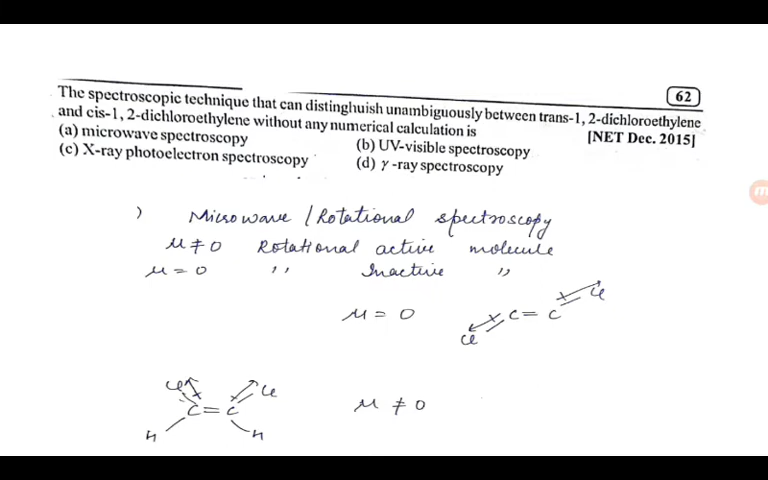 62
The spectroscopic technique that can distinghuish unambiguously between trans-1, 2-dichloroethylene
and cis-1, 2-dichloroethylene without any numerical calculation is
[NET Dec. 2015]
(a) microwave spectroscopy (b) UV-visible spectroscopy
(c) X-ray photoelectron spectroscopy (d) γ -ray spectroscopy
) Microwave / Rotational spectroscopy
μ ≠ 0 Rotational active molecule
μ = 0 ,, Inactive ,,
μ = 0 Cl C = C Cl
Cl Cl
C = C μ ≠ 0
H H